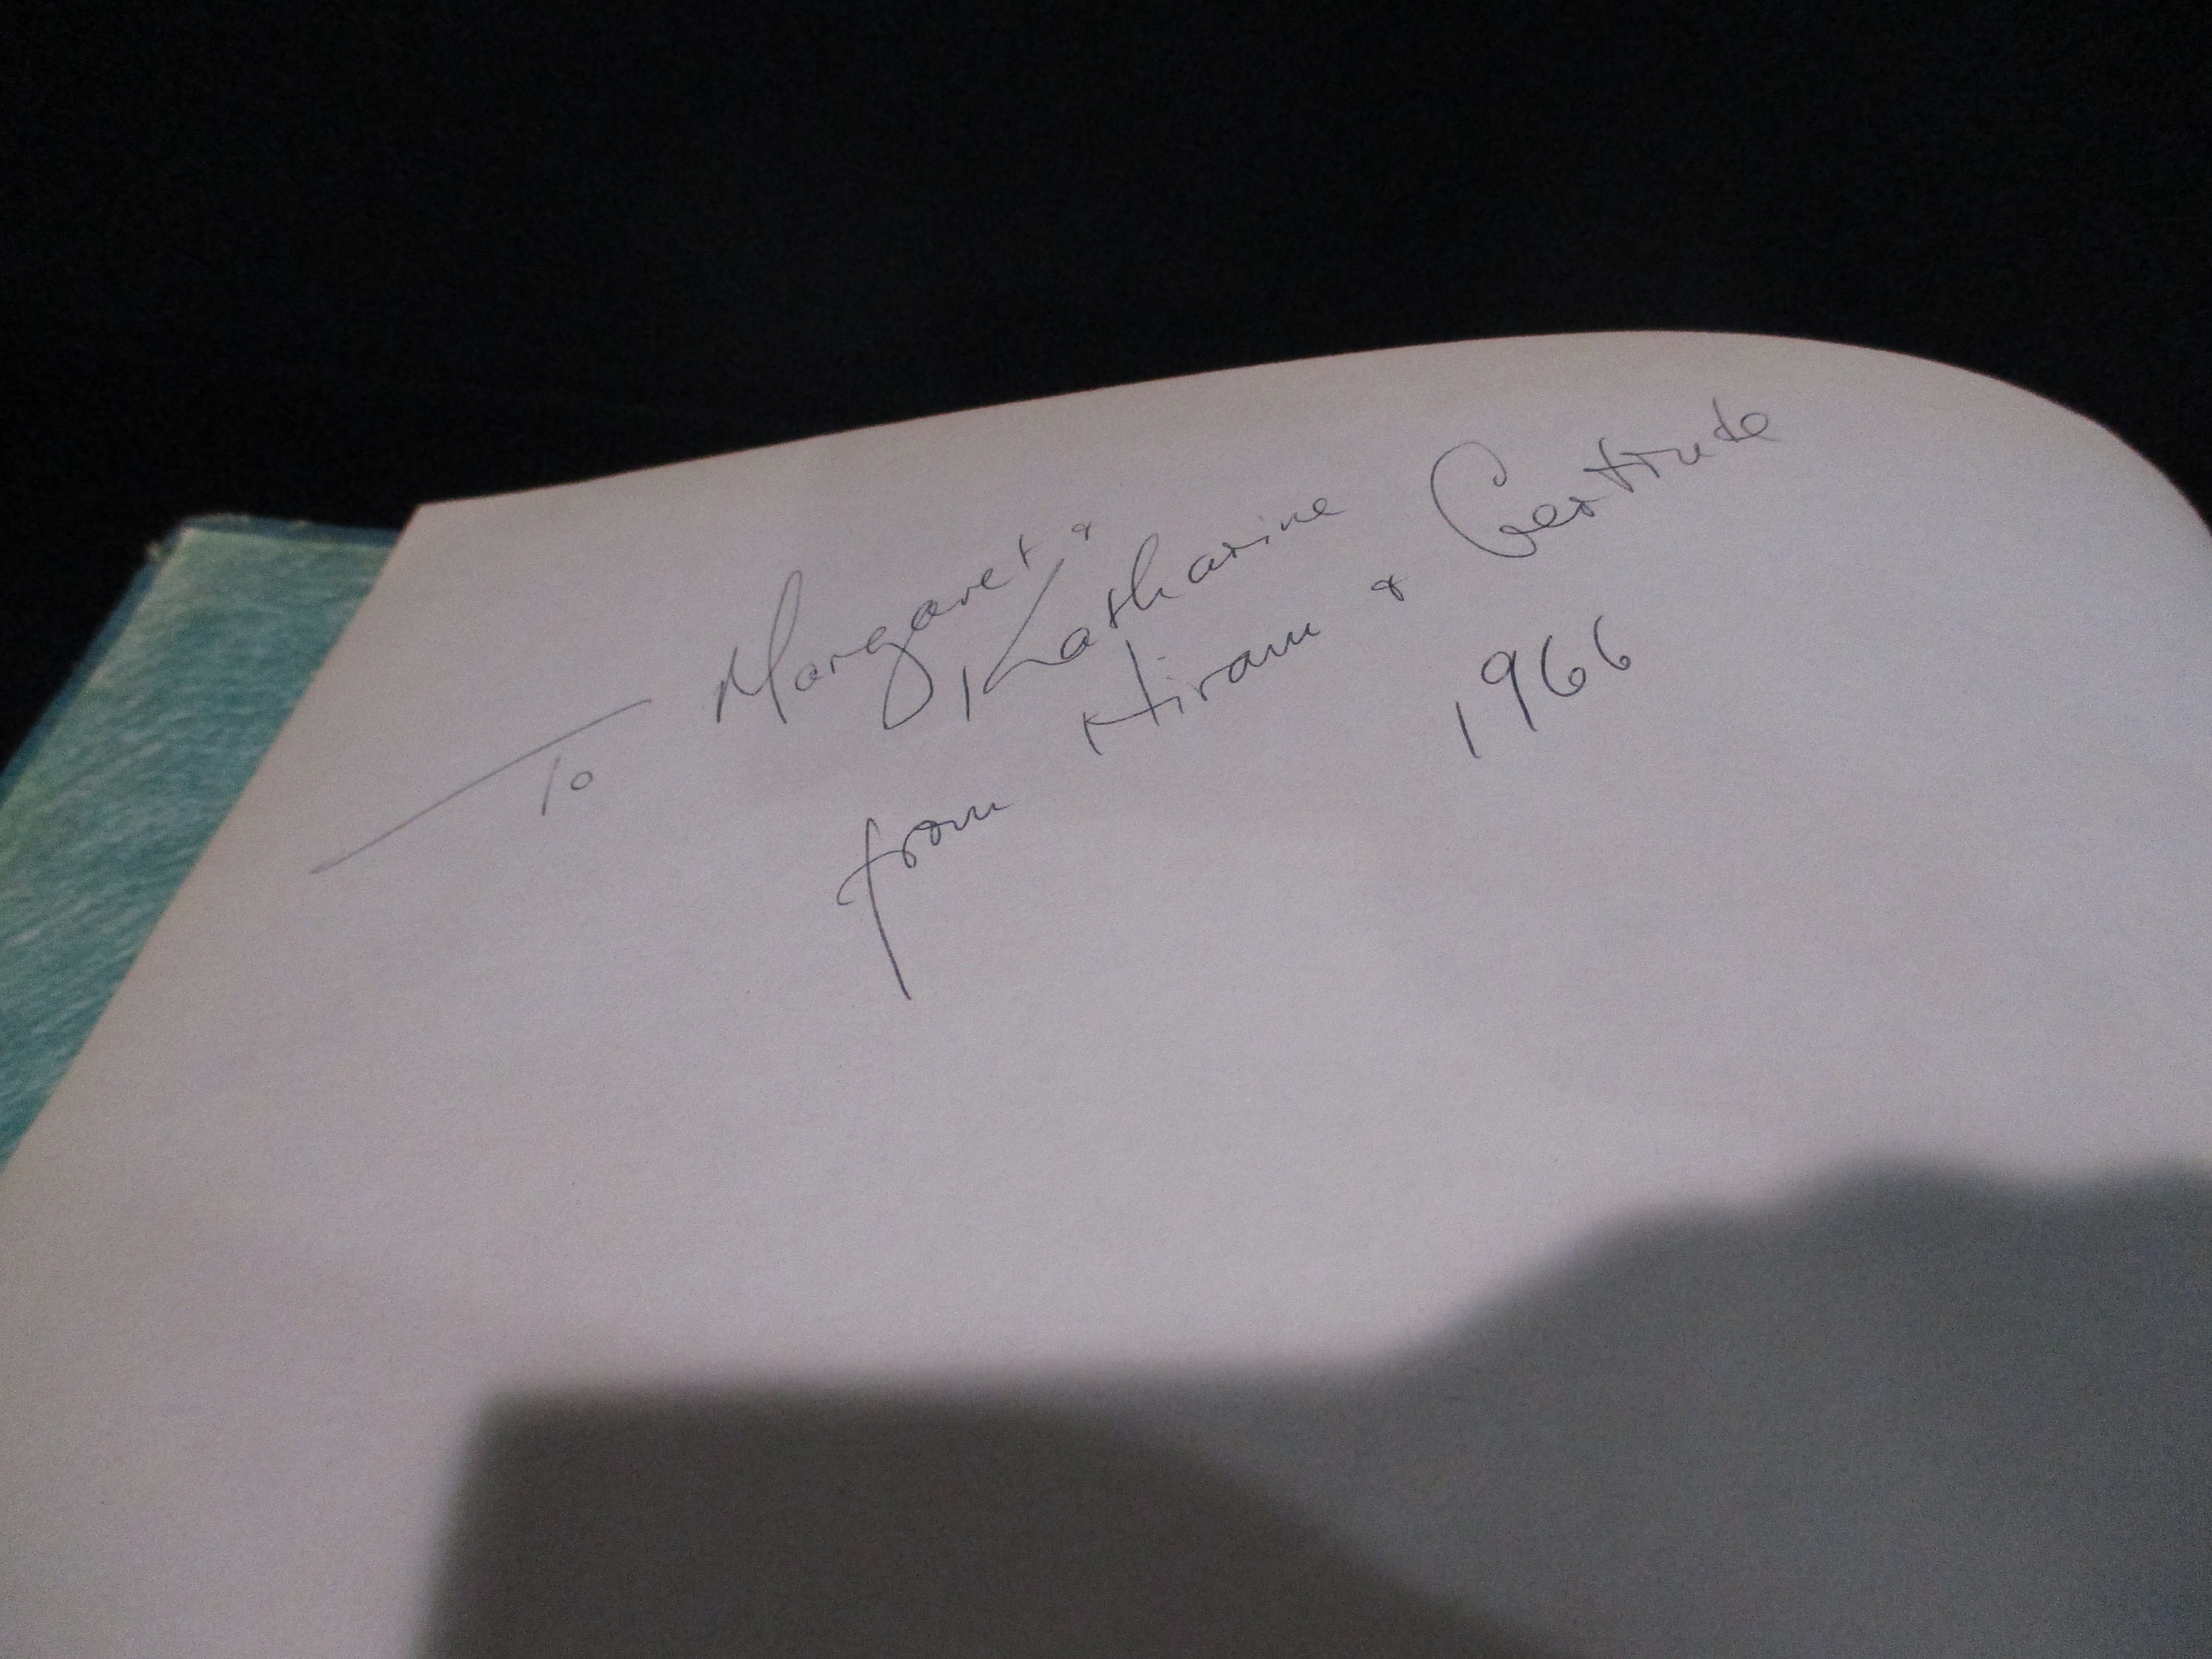 To Margaret &
Katharine
from Hiram & Gertrude
1966